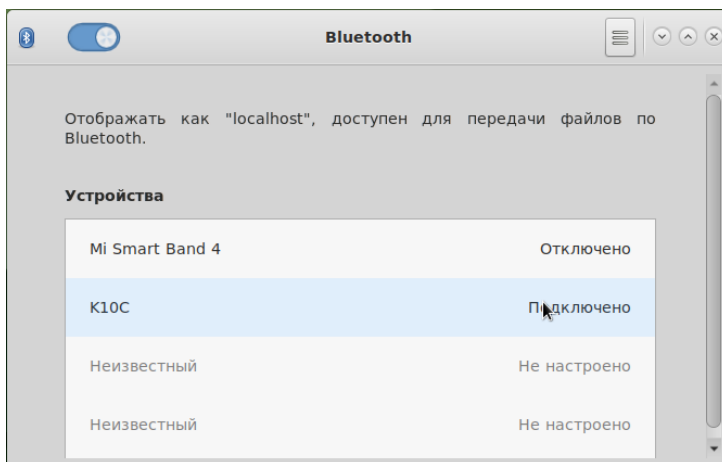 Bluetooth
Отображать как "localhost", доступен для передачи файлов по
Bluetooth.
Устройства
Mi Smart Band 4 Отключено
K10C Подключено
Неизвестный Не настроено
Неизвестный Не настроено